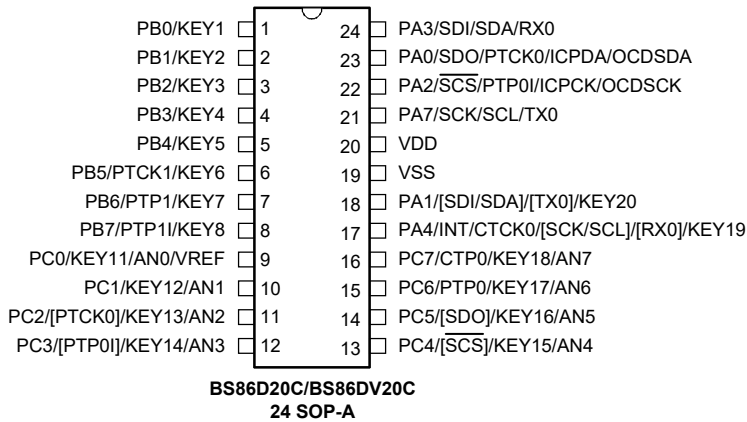 PB0/KEY1 1 24 PA3/SDI/SDA/RX0
PB1/KEY2 2 23 PA0/SDO/PTCK0/ICPDA/OCDSDA
PB2/KEY3 3 22 PA2/S̅C̅S̅/PTP0I/ICPCK/OCDSCK
PB3/KEY4 4 21 PA7/SCK/SCL/TX0
PB4/KEY5 5 20 VDD
PB5/PTCK1/KEY6 6 19 VSS
PB6/PTP1/KEY7 7 18 PA1/[SDI/SDA]/[TX0]/KEY20
PB7/PTP1I/KEY8 8 17 PA4/INT/CTCK0/[SCK/SCL]/[RX0]/KEY19
PC0/KEY11/AN0/VREF 9 16 PC7/CTP0/KEY18/AN7
PC1/KEY12/AN1 10 15 PC6/PTP0/KEY17/AN6
PC2/[PTCK0]/KEY13/AN2 11 14 PC5/[SDO]/KEY16/AN5
PC3/[PTP0I]/KEY14/AN3 12 13 PC4/[S̅C̅S̅]/KEY15/AN4
BS86D20C/BS86DV20C
24 SOP-A